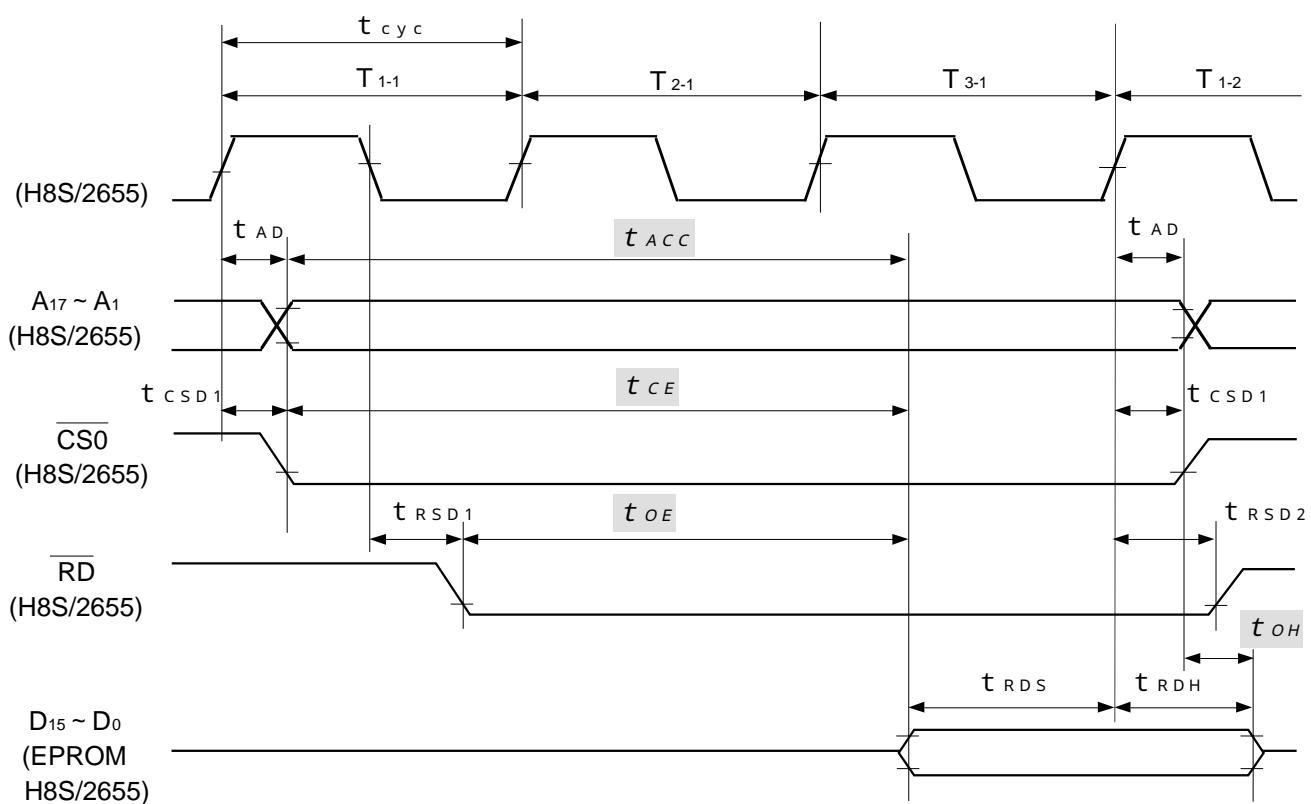 t cyc
T 1-1 T 2-1 T 3-1 T 1-2
(H8S/2655)
t AD t ACC t AD
A17 ~ A1
(H8S/2655)
t CSD1 t CE t CSD1
CS0
(H8S/2655)
t RSD1 t OE t RSD2
RD
(H8S/2655)
t OH
t RDS t RDH
D15 ~ D0
(EPROM
H8S/2655)